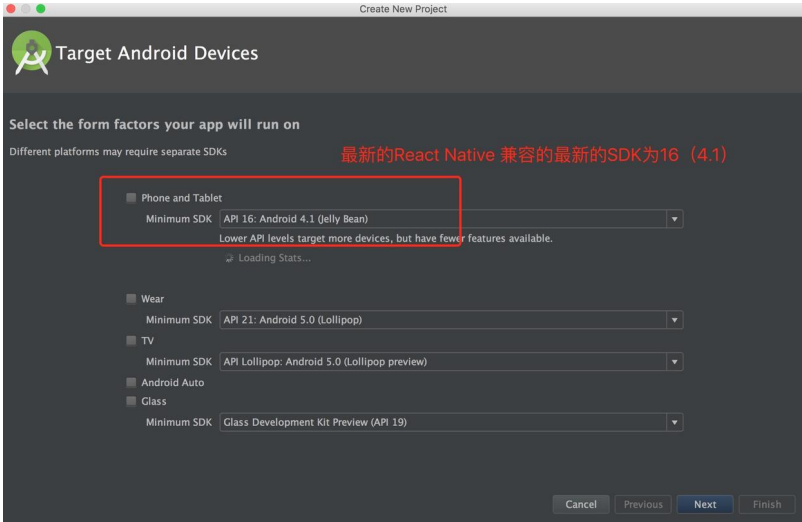 Create New Project
Target Android Devices
Select the form factors your app will run on
Different platforms may require separate SDKs
最新的React Native 兼容的最新的SDK为16（4.1）
Phone and Tablet
Minimum SDK API 16: Android 4.1 (Jelly Bean)
Lower API levels target more devices, but have fewer features available.
Loading Stats...
Wear
Minimum SDK API 21: Android 5.0 (Lollipop)
TV
Minimum SDK API Lollipop: Android 5.0 (Lollipop preview)
Android Auto
Glass
Minimum SDK Glass Development Kit Preview (API 19)
Cancel Previous Next Finish